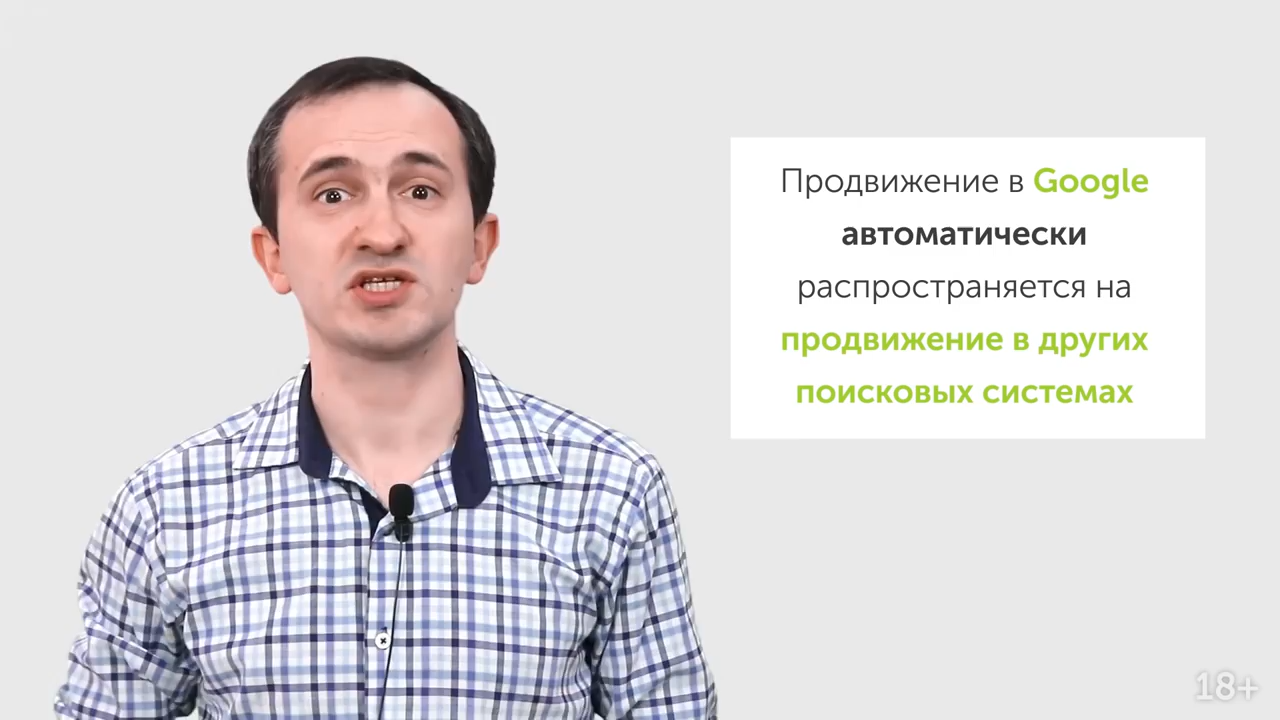 Продвижение в Google
автоматически
распространяется на
продвижение в других
поисковых системах
18+